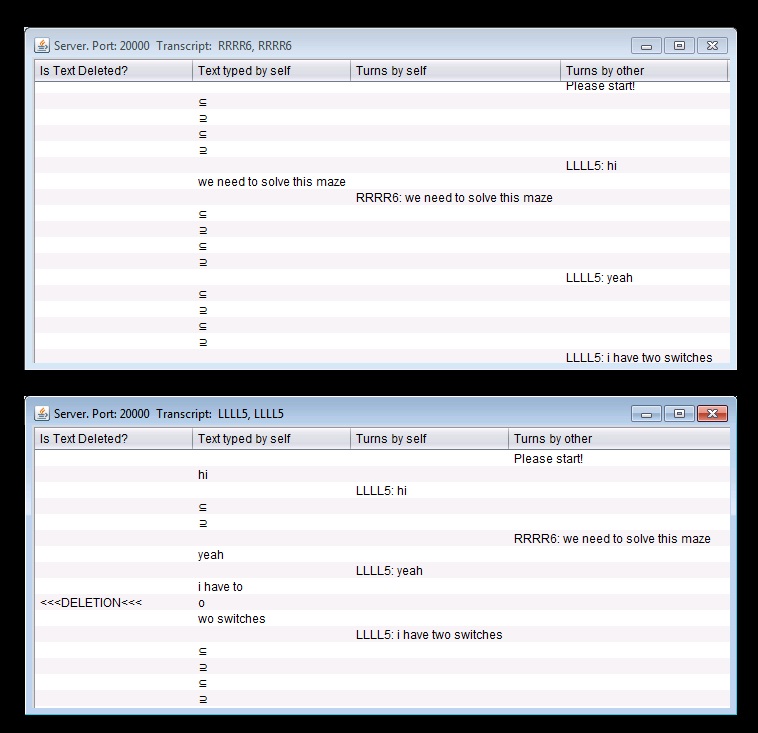 Server. Port: 20000  Transcript:  RRRR6, RRRR6
Is Text Deleted? Text typed by self Turns by self Turns by other
Please start!
⊆
⊇
⊆
⊇
LLLL5: hi
we need to solve this maze
RRRR6: we need to solve this maze
⊆
⊇
⊆
⊇
LLLL5: yeah
⊆
⊇
⊆
⊇
LLLL5: i have two switches
Server. Port: 20000  Transcript:  LLLL5, LLLL5
Is Text Deleted? Text typed by self Turns by self Turns by other
Please start!
hi
LLLL5: hi
⊆
⊇
RRRR6: we need to solve this maze
yeah
LLLL5: yeah
i have to
<<<DELETION<<< o
wo switches
LLLL5: i have two switches
⊆
⊇
⊆
⊇